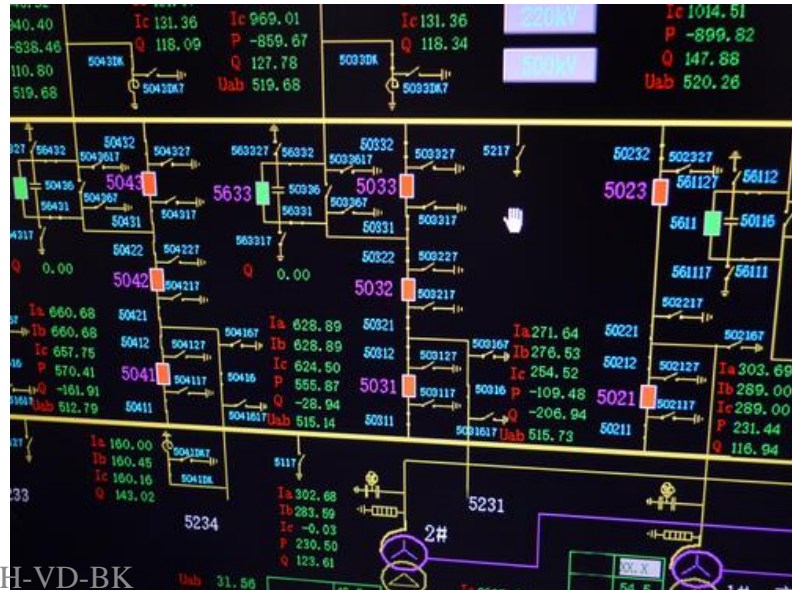 940.40
Ic 131.36
Ic 969.01
Ic 131.36
220kV
Ic 1014.51
-838.46
Q 118.09
P -859.67
Q 118.34
P -899.82
110.80
5043DK
Q 127.78
5033DK
500kV
Q 147.88
519.68
5043DK7
Uab 519.68
5033DK7
Uab 520.26
56432
50432
504327
563327
56332
50332
503327
5217
50232
502327
56112
5043617
5033617
561127
50436
5043
5633
50336
5033
5023
5611
50116
504367
503367
56431
50431
504317
56331
50331
503317
50422
504227
563317
50322
503227
561117
56111
Q 0.00
5042
504217
Q 0.00
5032
503217
502217
Ia 660.68
50421
Ia 628.89
50321
Ia 271.64
50221
502167
Ib 660.68
504167
Ib 628.89
503167
Ib 276.53
Ic 657.75
50412
504127
Ic 624.50
50312
503127
Ic 254.52
50212
502127
Ia 303.69
P 570.41
5041
504117
50416
P 555.87
5031
503117
50316
P -109.48
5021
502117
Ib 289.00
Q -161.91
Q -28.94
Q -206.94
Ic 289.00
Uab 512.79
50411
5041617
Uab 515.14
50311
5031617
Uab 515.73
50211
P 231.44
Q 116.94
Ia 160.00
5041DK7
5117
Ib 160.45
Ic 160.16
5041DK
Q 143.02
Ia 302.68
Ib 283.59
Ic -0.03
P 230.50
Q 123.61
5234
5231
2#
XX.X
H-VD-BK
Uab 31.56
54.5